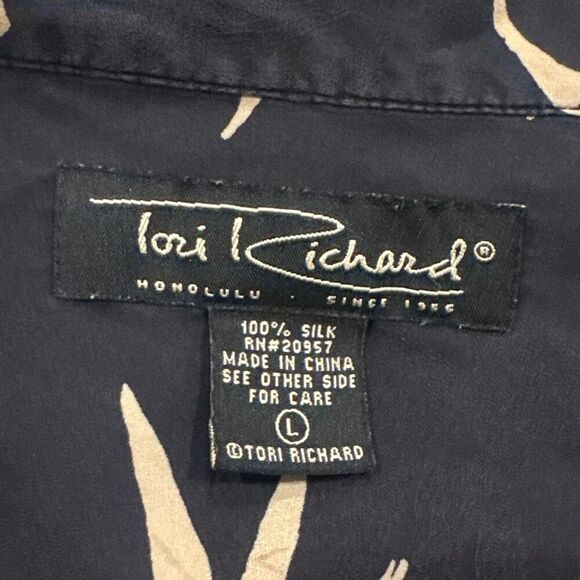 Tori Richard®
HONOLULU . SINCE 1956
100% SILK
RN#20957
MADE IN CHINA
SEE OTHER SIDE
FOR CARE
L
©TORI RICHARD